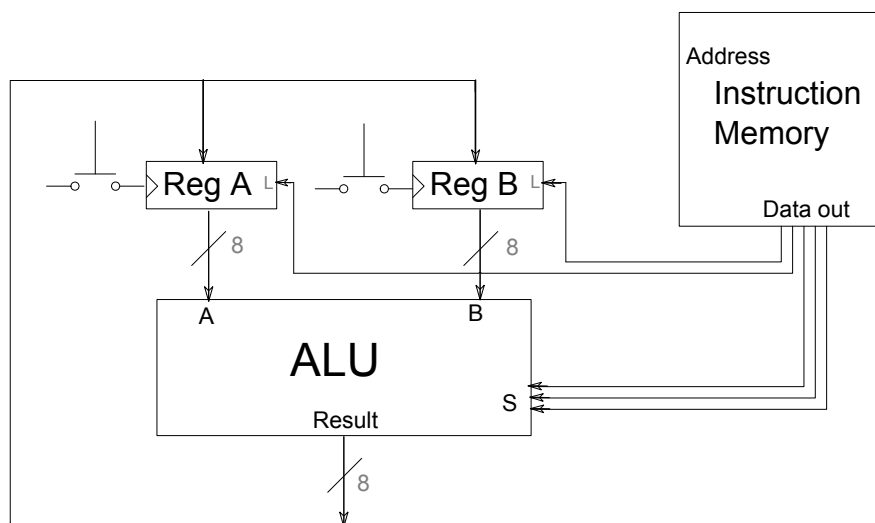 Address
Instruction
Memory
Data out
Reg A L
Reg B L
8
8
A
B
ALU
S
Result
8